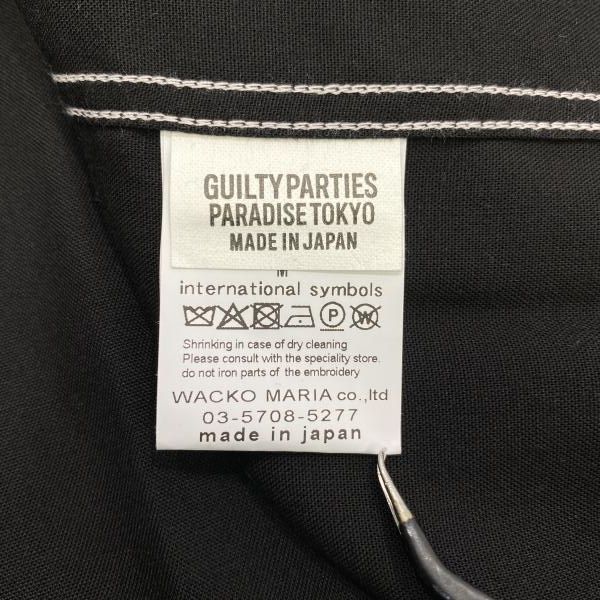 GUILTY PARTIES
PARADISE TOKYO
MADE IN JAPAN
M
international symbols
P W
Shrinking in case of dry cleaning
Please consult with the speciality store.
do not iron parts of the embroidery
WACKO MARIA co.,ltd
03-5708-5277
made in japan